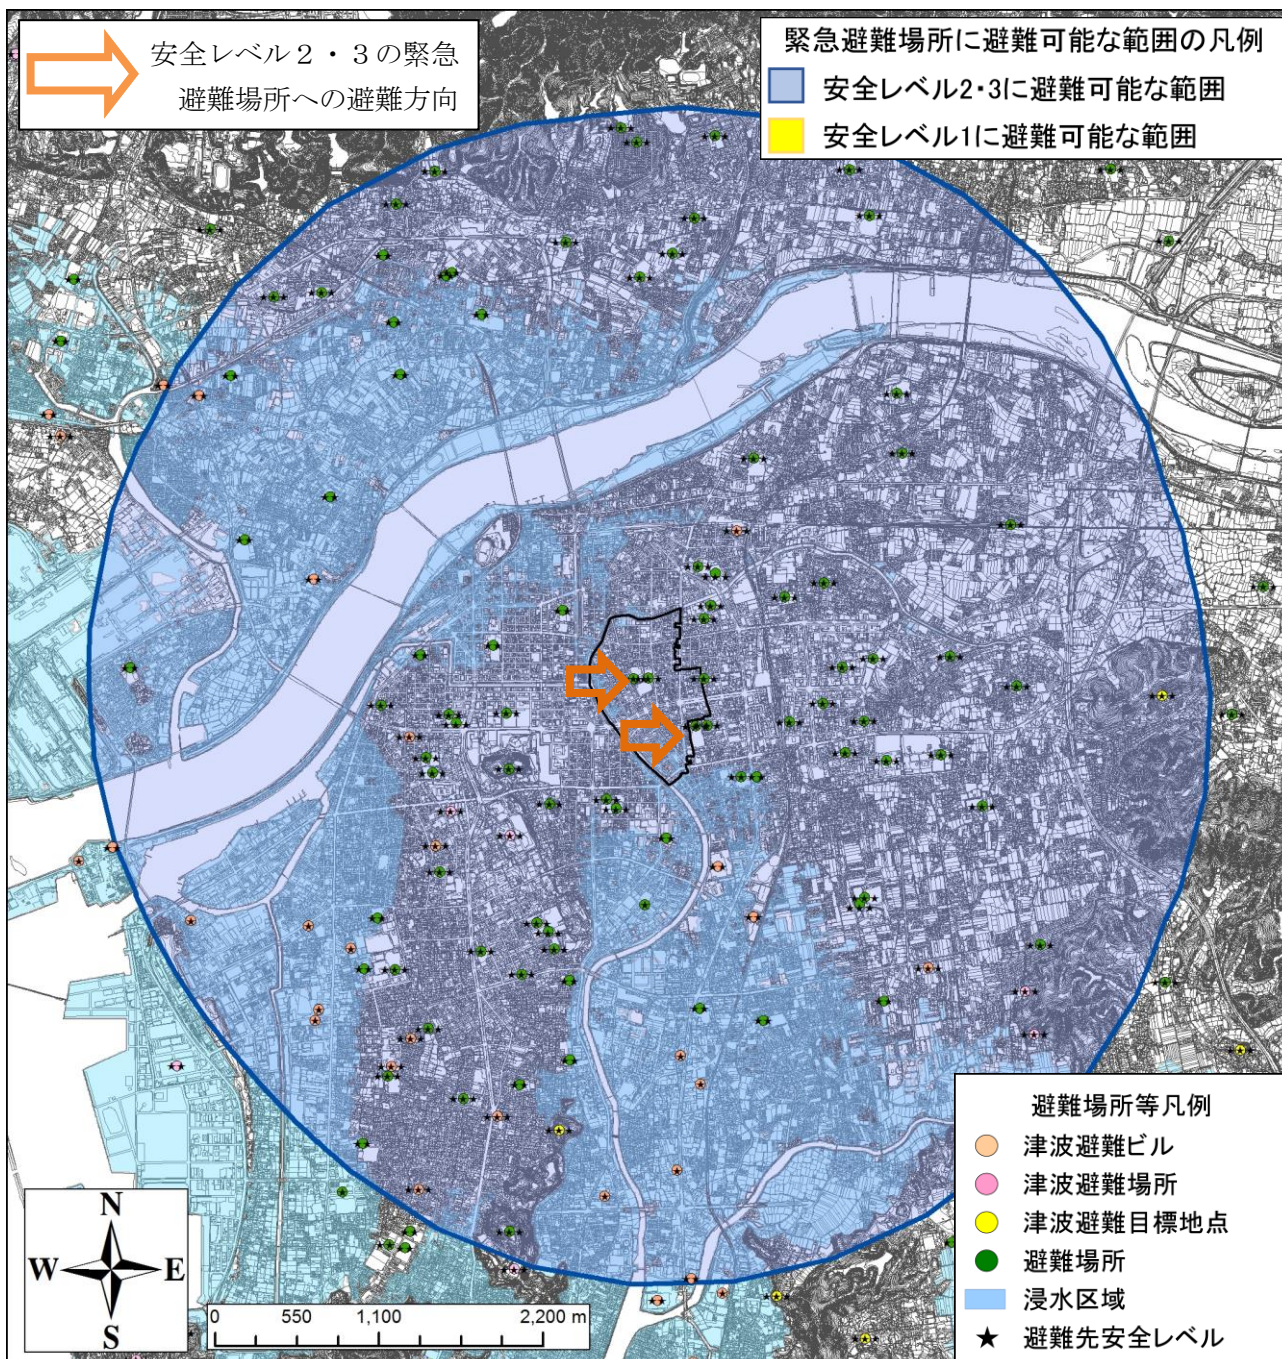 安全レベル２・３の緊急
避難場所への避難方向
緊急避難場所に避難可能な範囲の凡例
安全レベル2・3に避難可能な範囲
安全レベル1に避難可能な範囲
避難場所等凡例
津波避難ビル
津波避難場所
津波避難目標地点
避難場所
浸水区域
★ 避難先安全レベル
N
W E
S
0 550 1,100 2,200 m